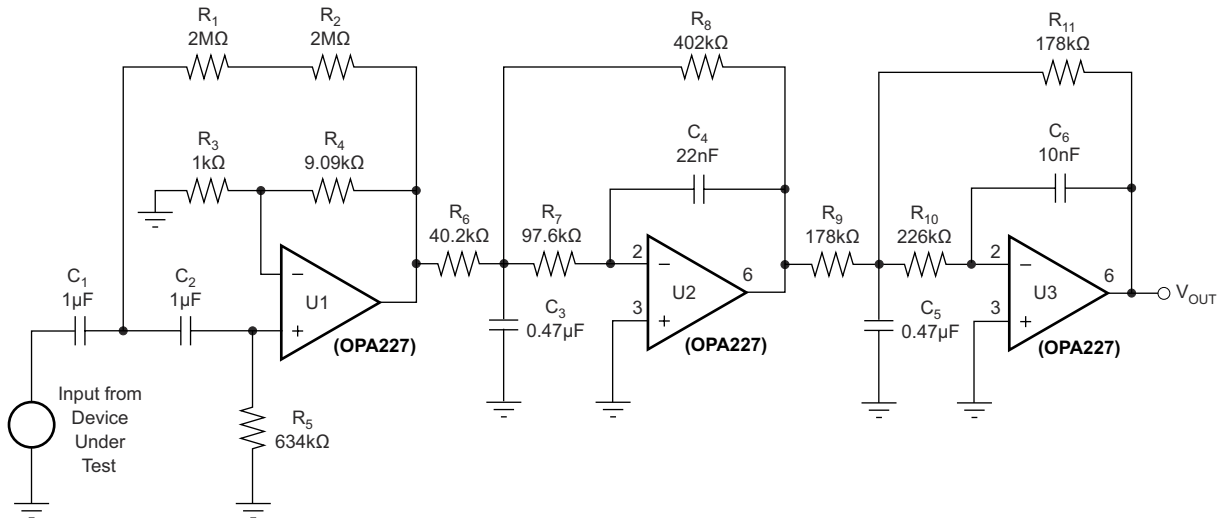 R1
2MΩ
R2
2MΩ
R3
1kΩ
R4
9.09kΩ
C1
1µF
C2
1µF
−
U1
+
(OPA227)
Input from
Device
Under
Test
R5
634kΩ
R6
40.2kΩ
R8
402kΩ
C4
22nF
R7
97.6kΩ
2
−
U2
6
3
+
(OPA227)
C3
0.47µF
R9
178kΩ
R11
178kΩ
C6
10nF
R10
226kΩ
2
−
U3
6
3
+
(OPA227)
C5
0.47µF
VOUT